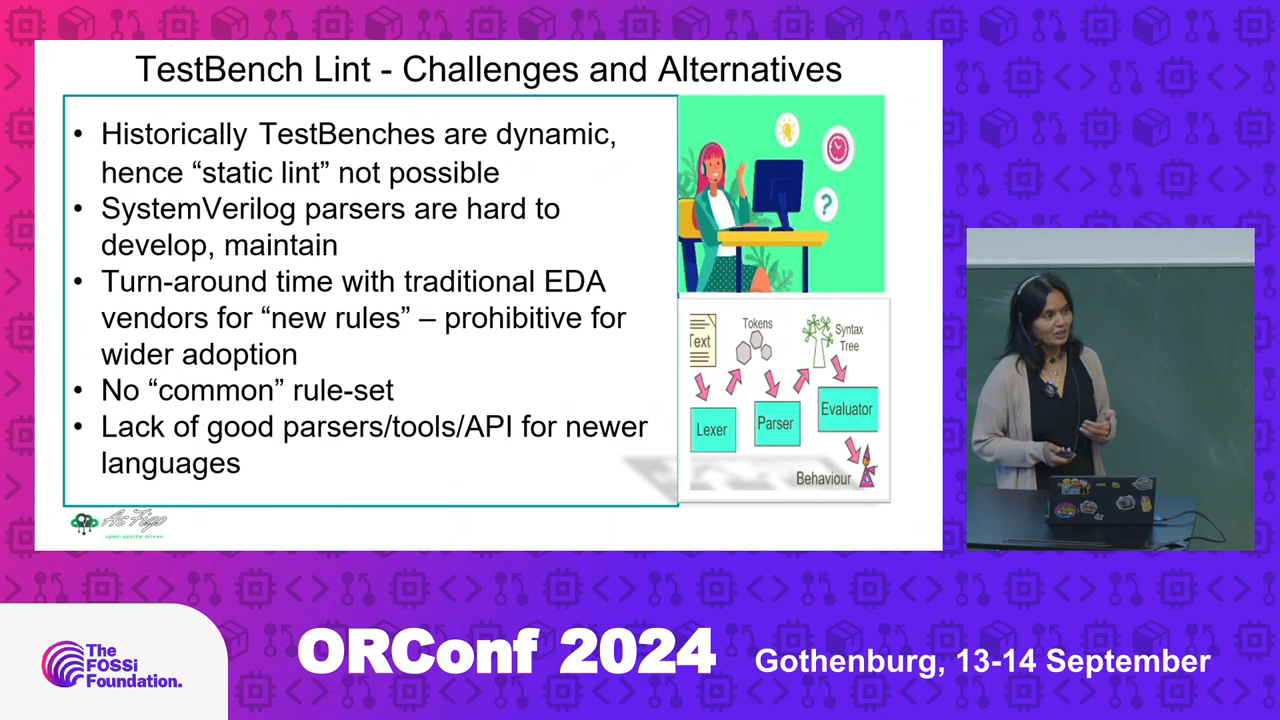 TestBench Lint - Challenges and Alternatives
• Historically TestBenches are dynamic,
hence “static lint” not possible
• SystemVerilog parsers are hard to
develop, maintain
• Turn-around time with traditional EDA
vendors for “new rules” – prohibitive for
wider adoption
• No “common” rule-set
• Lack of good parsers/tools/API for newer
languages
?
Text
Tokens
Syntax
Tree
Lexer
Parser
Evaluator
Behaviour
AsFigo
open-source driven
The
FOSSi
Foundation.
ORConf 2024
Gothenburg, 13-14 September